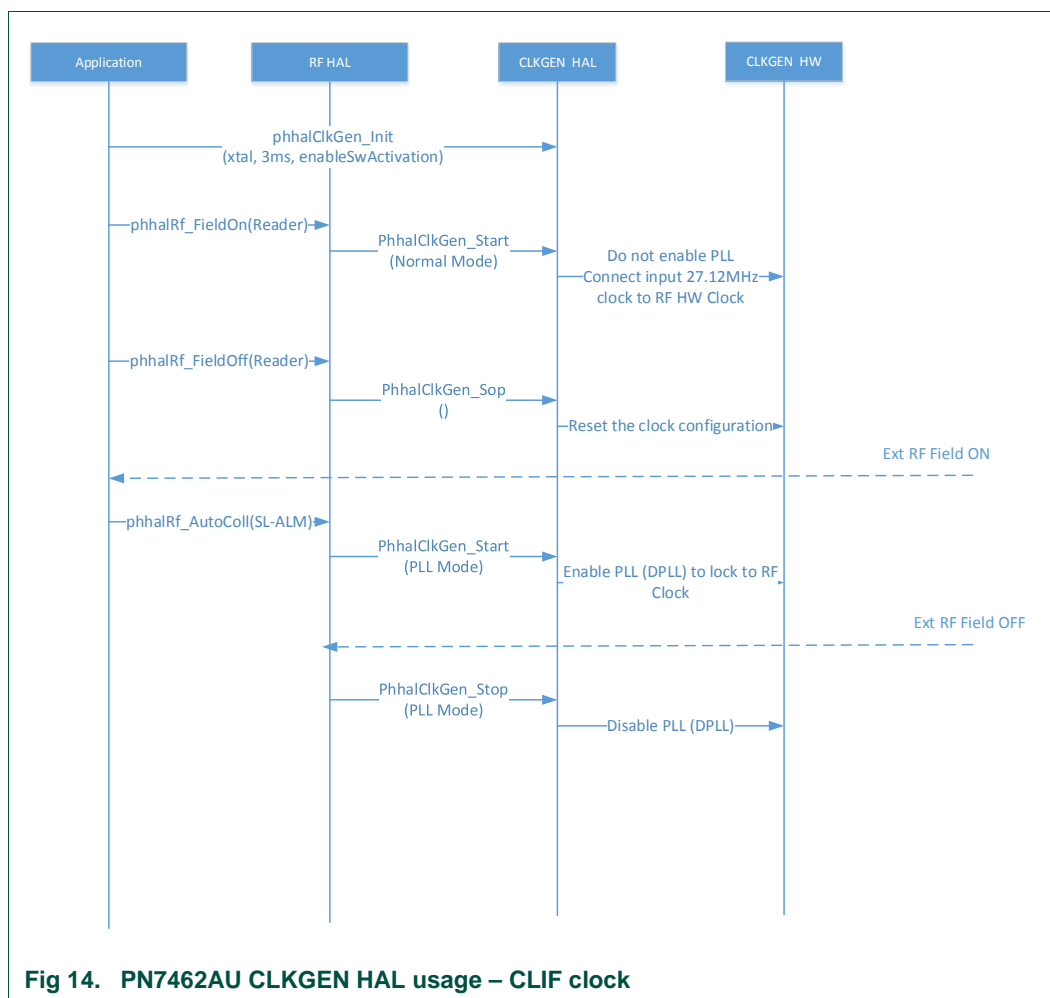 Application
RF HAL
CLKGEN HAL
CLKGEN HW
phhalClkGen_Init
(xtal, 3ms, enableSwActivation)
phhalRf_FieldOn(Reader)
PhhalClkGen_Start
(Normal Mode)
Do not enable PLL
Connect input 27.12MHz
clock to RF HW Clock
phhalRf_FieldOff(Reader)
PhhalClkGen_Sop
()
Reset the clock configuration
Ext RF Field ON
phhalRf_AutoColl(SL-ALM)
PhhalClkGen_Start
(PLL Mode)
Enable PLL (DPLL) to lock to RF
Clock
Ext RF Field OFF
PhhalClkGen_Stop
(PLL Mode)
Disable PLL (DPLL)
Fig 14. PN7462AU CLKGEN HAL usage – CLIF clock